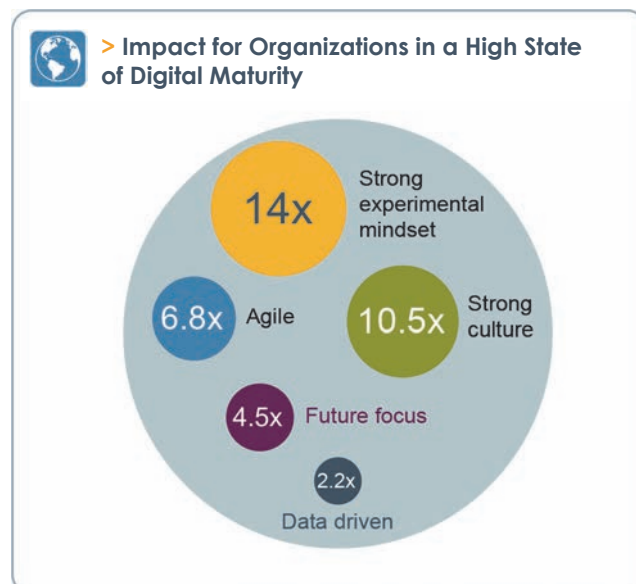 > Impact for Organizations in a High State
of Digital Maturity
14x
Strong
experimental
mindset
6.8x
Agile
10.5x
Strong
culture
4.5x
Future focus
2.2x
Data driven